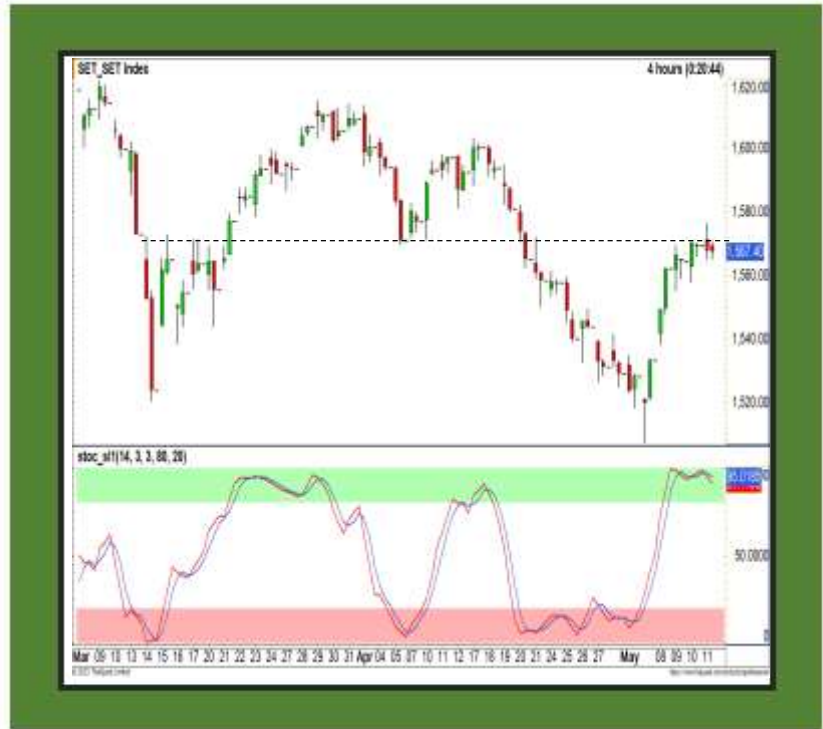 SET_SET Index
4 hours (0:20:44)
1,620.00
1,600.00
1,580.00
1,567.40
1,560.00
1,540.00
1,520.00
stoc_sl1(14, 3, 3, 80, 20)
50.0000
0
Mar 09 10 13 14 15 16 17 20 21 22 23 24 27 28 29 30 31 Apr 04 05 07 10 11 12 17 18 19 20 21 24 25 26 27 May 08 09 10 11